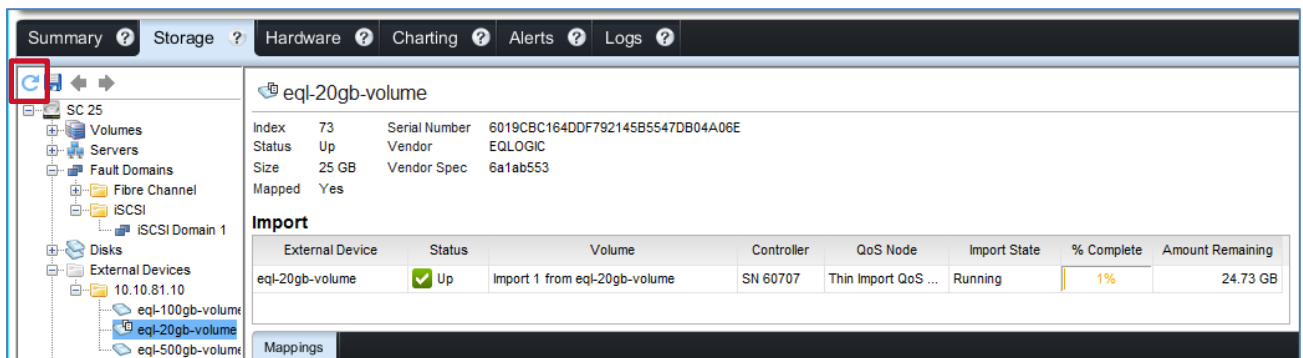 Summary ? Storage ? Hardware ? Charting ? Alerts ? Logs ?
SC 25
Volumes
Servers
Fault Domains
Fibre Channel
iSCSI
iSCSI Domain 1
Disks
External Devices
10.10.81.10
eql-100gb-volume
eql-20gb-volume
eql-500gb-volume
eql-20gb-volume
Index 73 Serial Number 6019CBC164DDF792145B5547DB04A06E
Status Up Vendor EQLOGIC
Size 25 GB Vendor Spec 6a1ab553
Mapped Yes
Import
External Device Status Volume Controller QoS Node Import State % Complete Amount Remaining
eql-20gb-volume Up Import 1 from eql-20gb-volume SN 60707 Thin Import QoS ... Running 1% 24.73 GB
Mappings